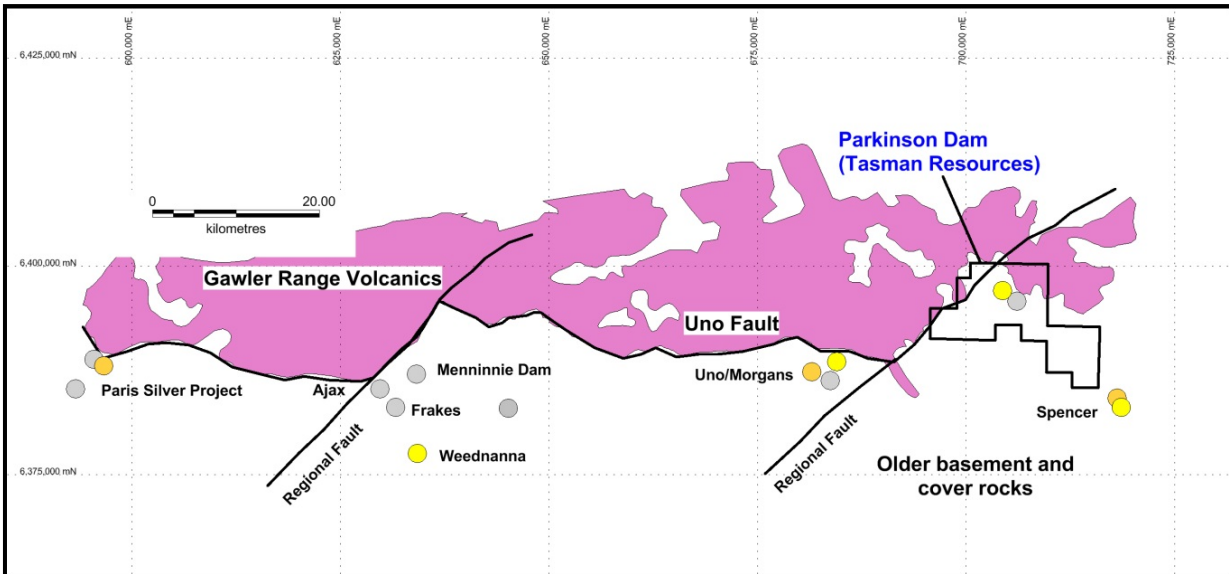 600,000 mE
625,000 mE
650,000 mE
675,000 mE
700,000 mE
725,000 mE
6,425,000 mN
Parkinson Dam
(Tasman Resources)
0 20.00
kilometres
6,400,000 mN
Gawler Range Volcanics
Uno Fault
Paris Silver Project
Ajax
Menninnie Dam
Frakes
Uno/Morgans
Spencer
Weednanna
Regional Fault
Regional Fault
Older basement and
cover rocks
6,375,000 mN